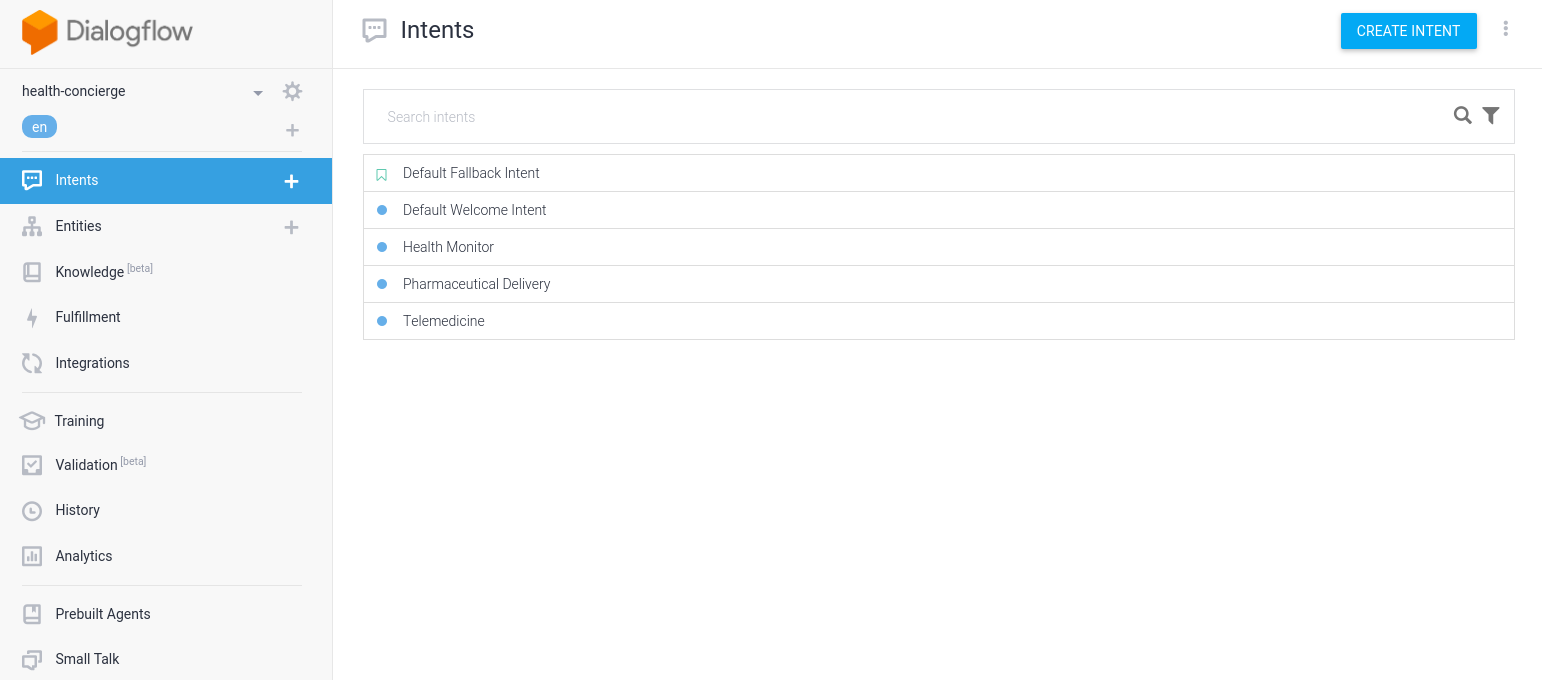 Dialogflow
health-concierge
en
Intents
Entities
Knowledge [beta]
Fulfillment
Integrations
Training
Validation [beta]
History
Analytics
Prebuilt Agents
Small Talk
Intents
CREATE INTENT
Search intents
Default Fallback Intent
Default Welcome Intent
Health Monitor
Pharmaceutical Delivery
Telemedicine